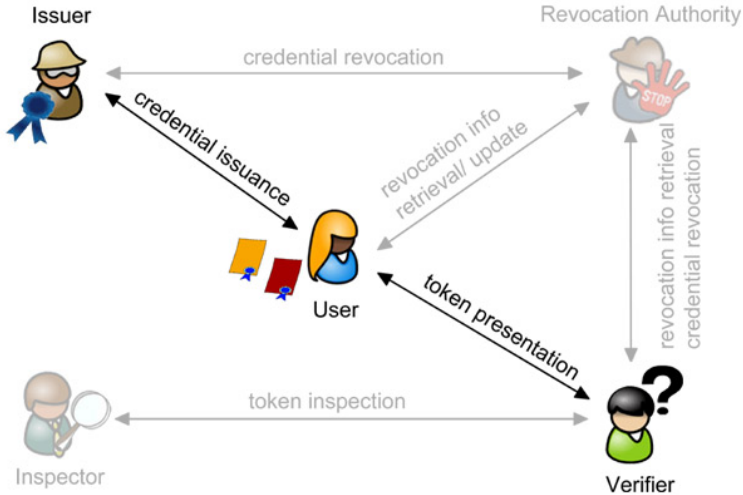 Issuer
Revocation Authority
credential revocation
STOP
credential issuance
revocation info
retrieval/ update
revocation info retrieval
credential revocation
User
token presentation
token inspection
?
Inspector
Verifier